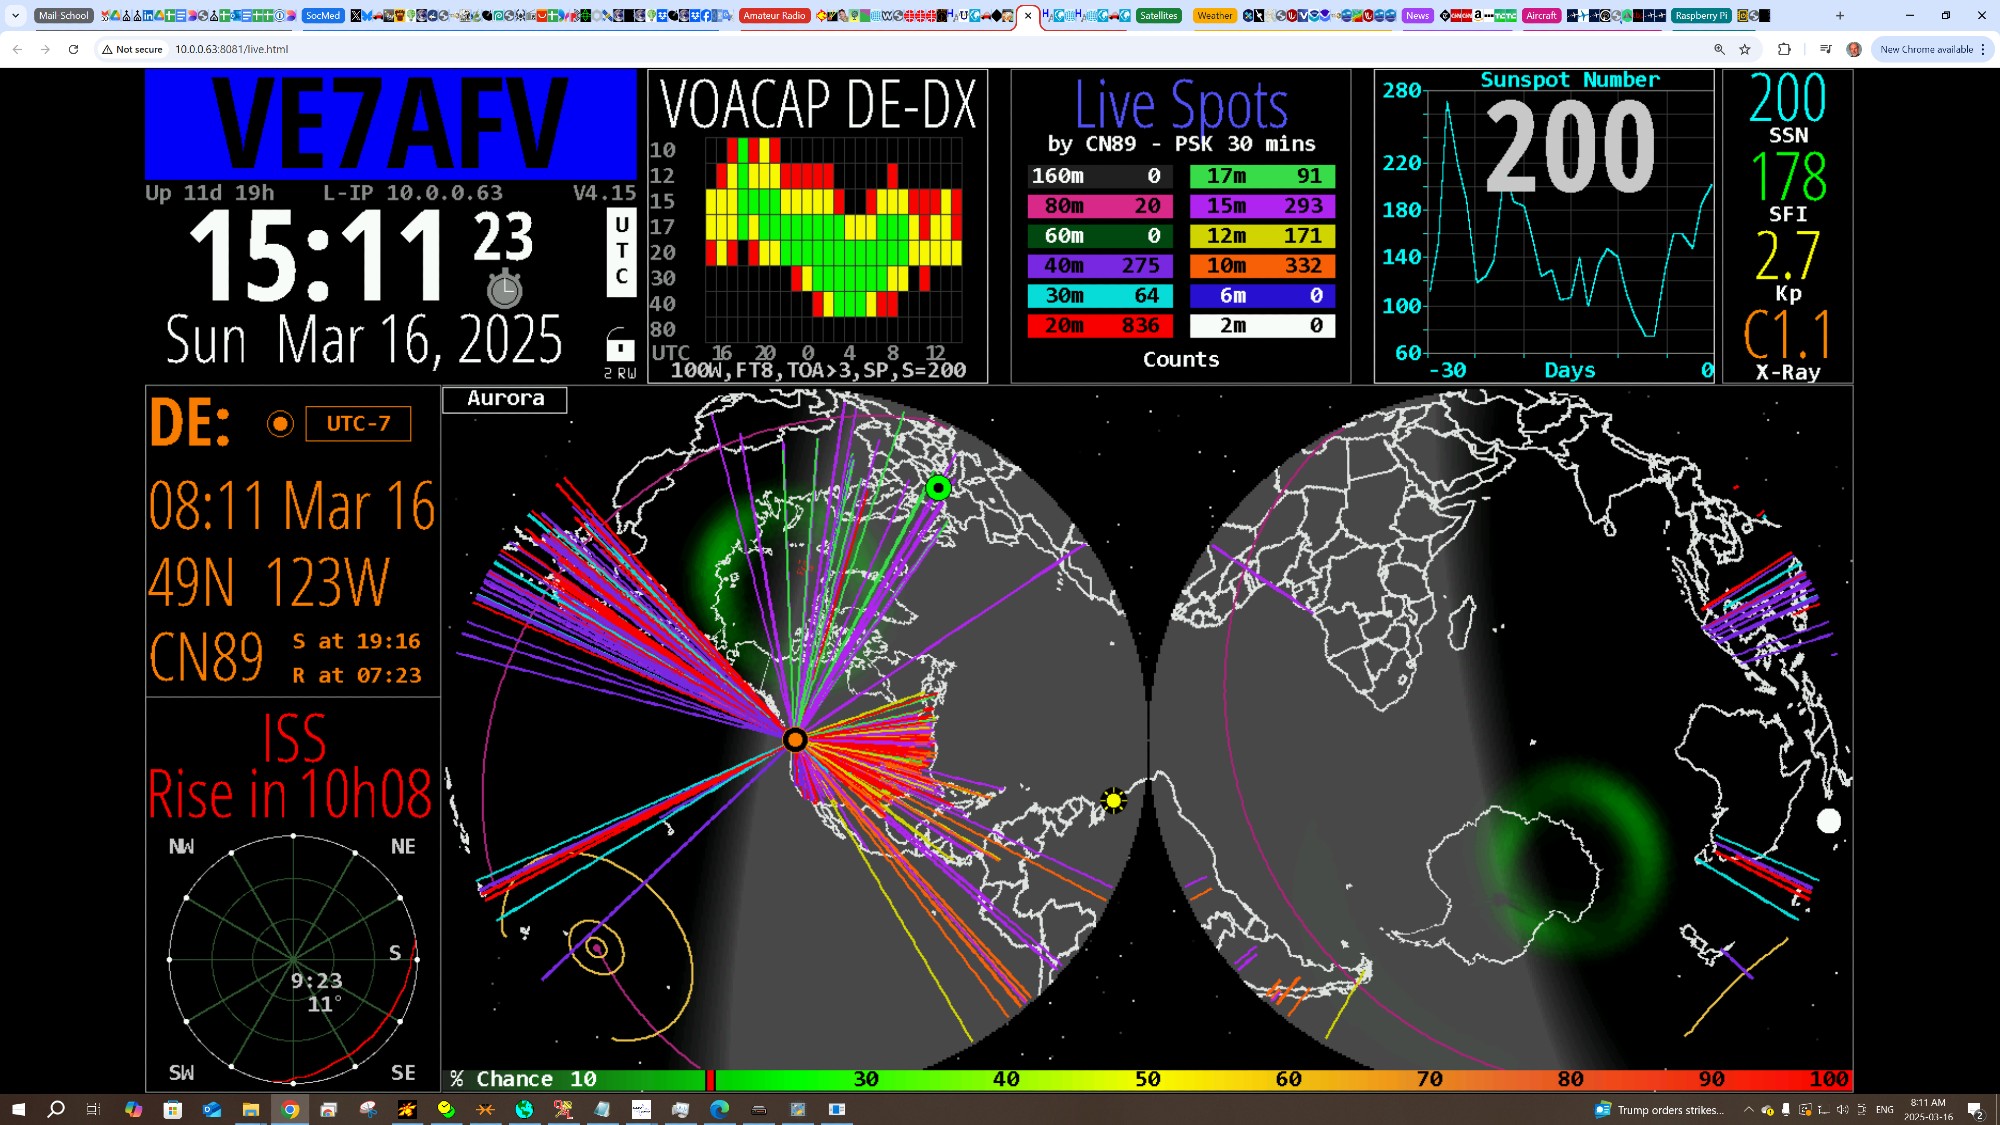 Mail School
SocMed
Amateur Radio
Satellites
Weather
News
Aircraft
Raspberry Pi
Not secure
10.0.0.63:8081/live.html
New Chrome available
VE7AFV
Up 11d 19h L-IP 10.0.0.63 V4.15
15:11 23
UTC
Sun Mar 16, 2025
2 RW
VOACAP DE-DX
10
12
15
17
20
30
40
80
UTC 16 20 0 4 8 12
100W,FT8,TOA>3,SP,S=200
Live Spots
by CN89 - PSK 30 mins
160m 0 17m 91
80m 20 15m 293
60m 0 12m 171
40m 275 10m 332
30m 64 6m 0
20m 836 2m 0
Counts
Sunspot Number
200
280
220
180
140
100
60
-30 Days 0
200
SSN
178
SFI
2.7
Kp
C1.1
X-Ray
DE:
UTC-7
08:11 Mar 16
49N 123W
CN89
S at 19:16
R at 07:23
ISS
Rise in 10h08
NW NE
S
9:23
11°
SW SE
Aurora
% Chance 10 30 40 50 60 70 80 90 100
Trump orders strikes...
ENG
8:11 AM
2025-03-16
2